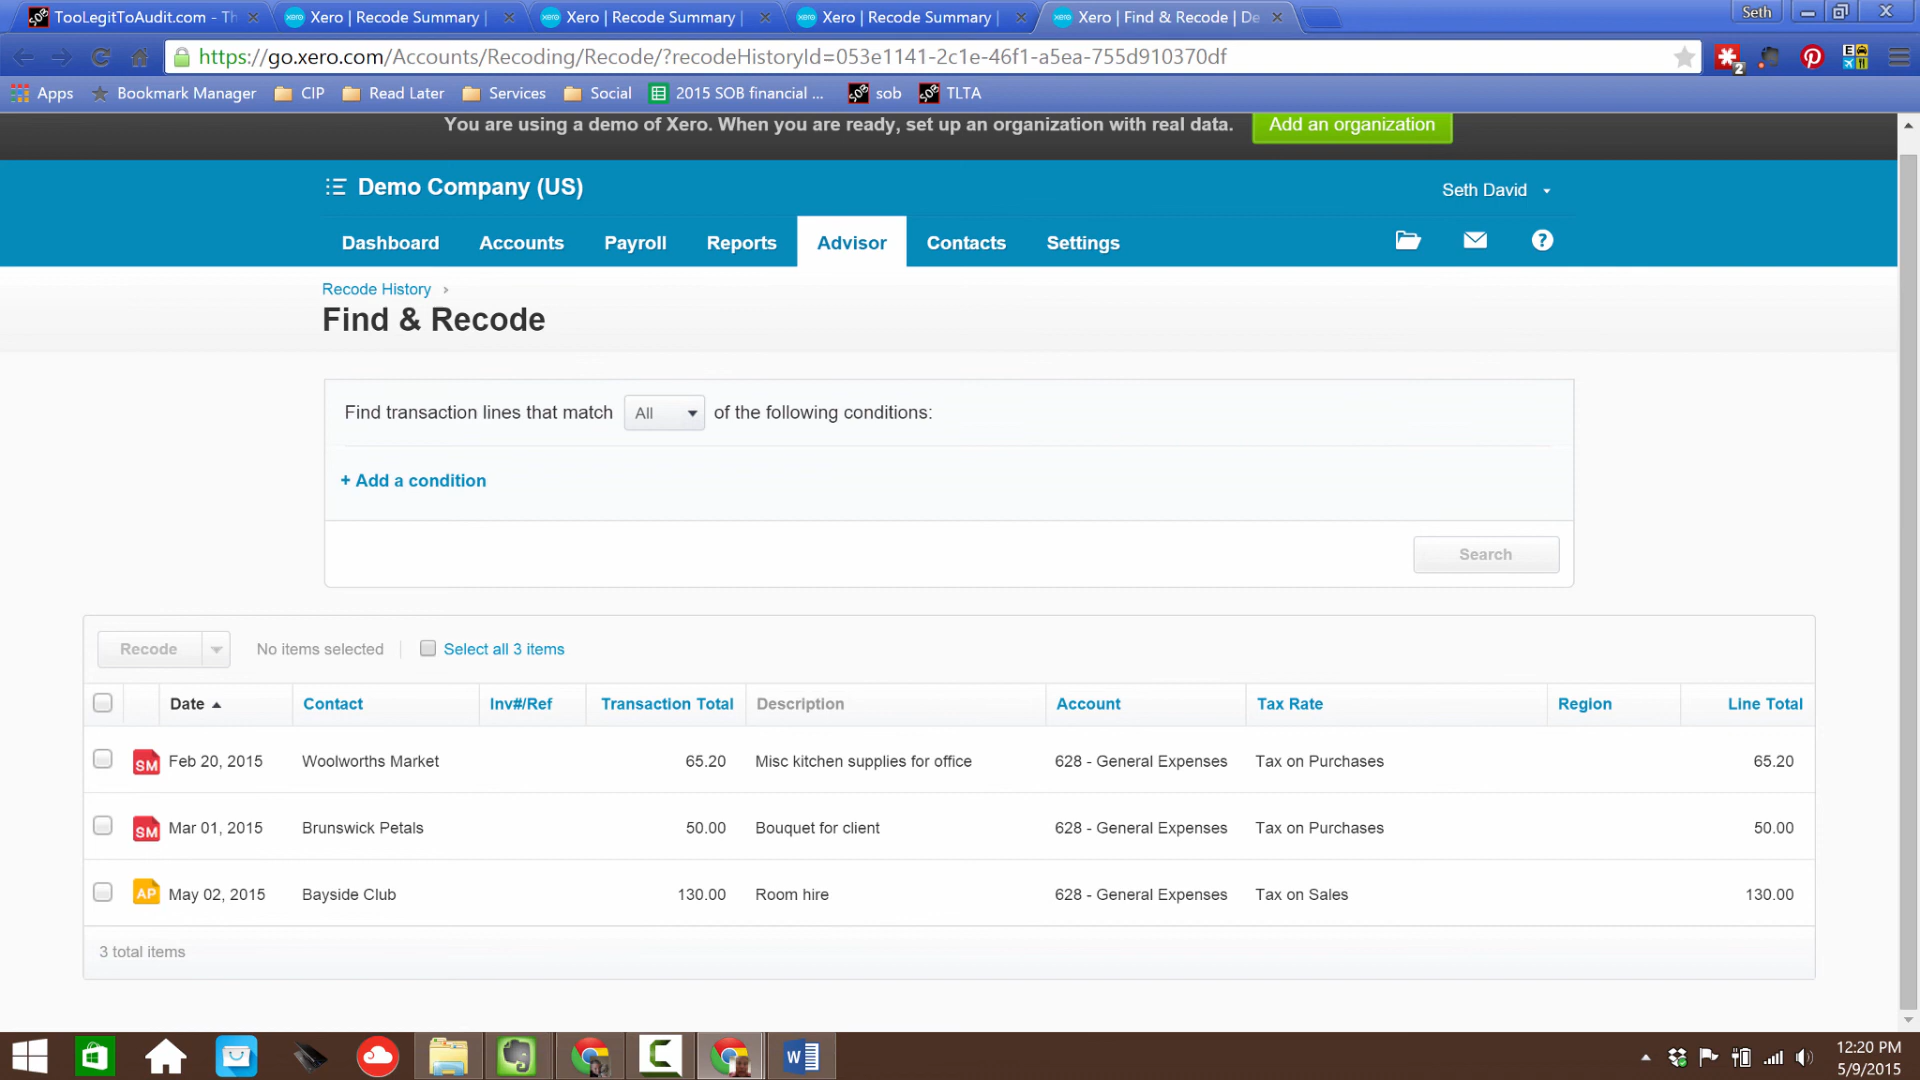 TooLegitToAudit.com - Th
Xero | Recode Summary |
Xero | Recode Summary |
Xero | Recode Summary |
Xero | Find & Recode | De
Seth
https://go.xero.com/Accounts/Recoding/Recode/?recodeHistoryId=053e1141-2c1e-46f1-a5ea-755d910370df
Apps Bookmark Manager CIP Read Later Services Social 2015 SOB financial ... sob TLTA
You are using a demo of Xero. When you are ready, set up an organization with real data. Add an organization
Demo Company (US)
Seth David
Dashboard Accounts Payroll Reports Advisor Contacts Settings
Recode History ›
Find & Recode
Find transaction lines that match All of the following conditions:
+ Add a condition
Search
Recode No items selected Select all 3 items
Date Contact Inv#/Ref Transaction Total Description Account Tax Rate Region Line Total
SM Feb 20, 2015 Woolworths Market 65.20 Misc kitchen supplies for office 628 - General Expenses Tax on Purchases 65.20
SM Mar 01, 2015 Brunswick Petals 50.00 Bouquet for client 628 - General Expenses Tax on Purchases 50.00
AP May 02, 2015 Bayside Club 130.00 Room hire 628 - General Expenses Tax on Sales 130.00
3 total items
12:20 PM
5/9/2015